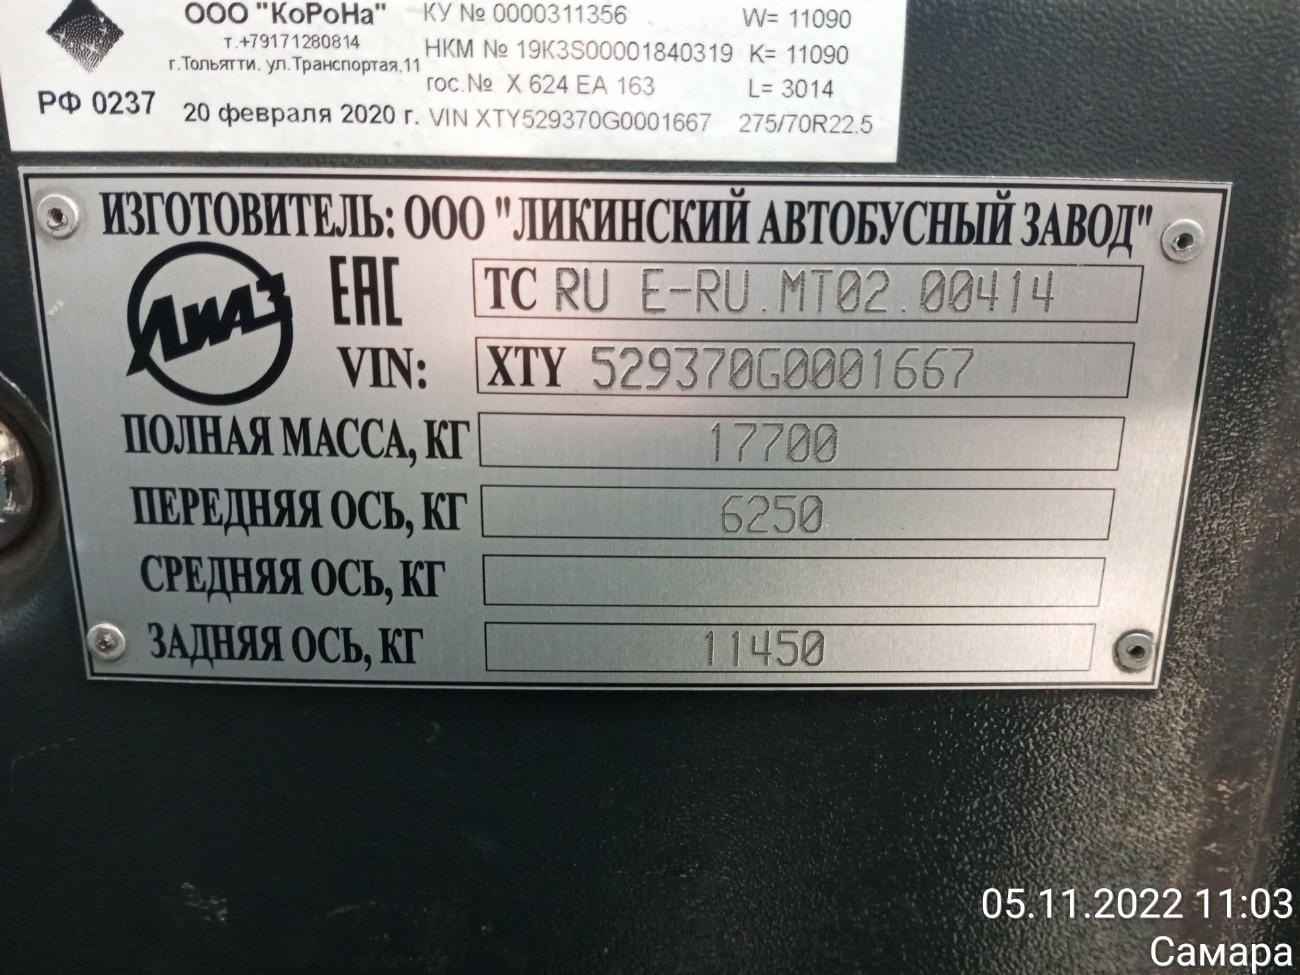 ООО "КоРоНа"
т.+79171280814
г.Тольятти, ул.Транспортая,11
РФ 0237
20 февраля 2020 г.
КУ № 0000311356
НКМ № 19K3S00001840319
гос.№ Х 624 ЕА 163
VIN XTY529370G0001667
W= 11090
K= 11090
L= 3014
275/70R22.5
ИЗГОТОВИТЕЛЬ: ООО "ЛИКИНСКИЙ АВТОБУСНЫЙ ЗАВОД"
ЛИАЗ
ЕАС
ТС RU E-RU.MT02.00414
VIN: XTY 529370G0001667
ПОЛНАЯ МАССА, КГ 17700
ПЕРЕДНЯЯ ОСЬ, КГ 6250
СРЕДНЯЯ ОСЬ, КГ
ЗАДНЯЯ ОСЬ, КГ 11450
05.11.2022 11:03
Самара